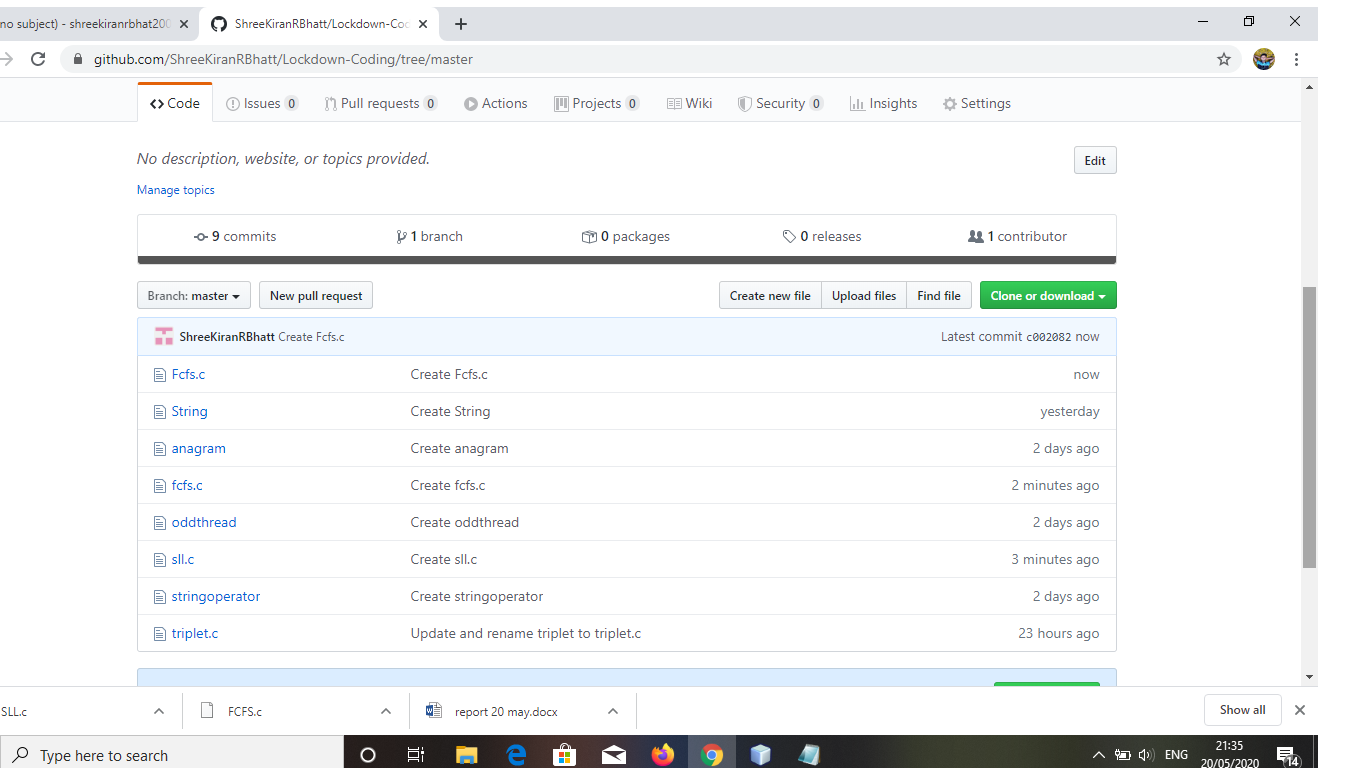 no subject) - shreekiranrbhat200
ShreeKiranRBhatt/Lockdown-Coc
github.com/ShreeKiranRBhatt/Lockdown-Coding/tree/master
Code Issues 0 Pull requests 0 Actions Projects 0 Wiki Security 0 Insights Settings
No description, website, or topics provided.
Edit
Manage topics
9 commits 1 branch 0 packages 0 releases 1 contributor
Branch: master New pull request Create new file Upload files Find file Clone or download
ShreeKiranRBhatt Create Fcfs.c Latest commit c002082 now
Fcfs.c Create Fcfs.c now
String Create String yesterday
anagram Create anagram 2 days ago
fcfs.c Create fcfs.c 2 minutes ago
oddthread Create oddthread 2 days ago
sll.c Create sll.c 3 minutes ago
stringoperator Create stringoperator 2 days ago
triplet.c Update and rename triplet to triplet.c 23 hours ago
SLL.c FCFS.c report 20 may.docx Show all
Type here to search
ENG
21:35
20/05/2020
14